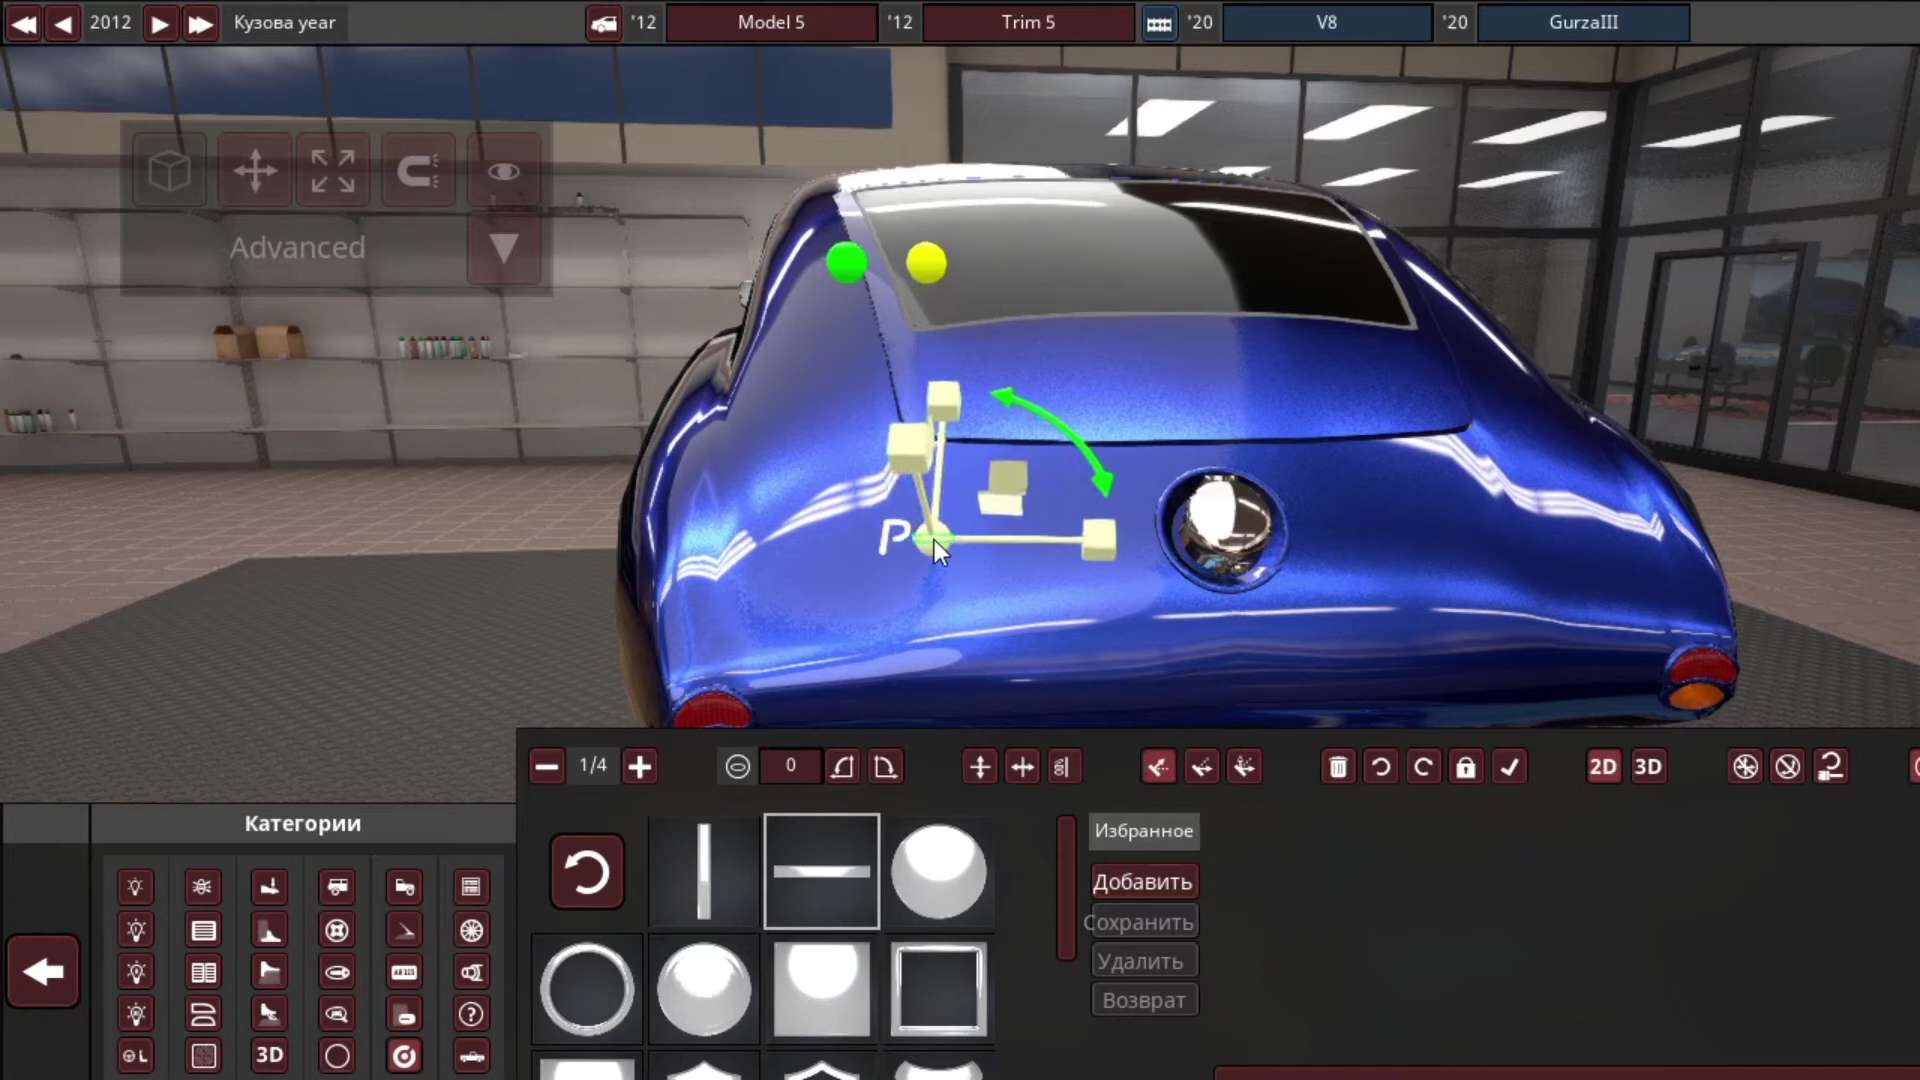 2012
Кузова year
'12
Model 5
'12
Trim 5
'20
V8
'20
GurzaIII
Advanced
P
1/4
0
2D
3D
Категории
Избранное
Добавить
Сохранить
Удалить
Возврат
L
3D
?